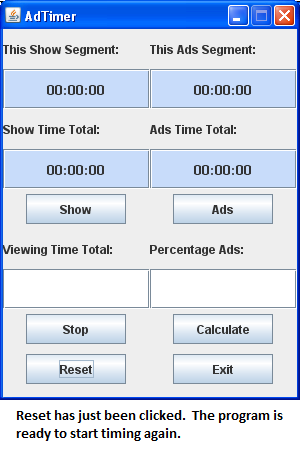 AdTimer
This Show Segment: This Ads Segment:
00:00:00 00:00:00
Show Time Total: Ads Time Total:
00:00:00 00:00:00
Show Ads
Viewing Time Total: Percentage Ads:
Stop Calculate
Reset Exit
Reset has just been clicked.  The program is
ready to start timing again.